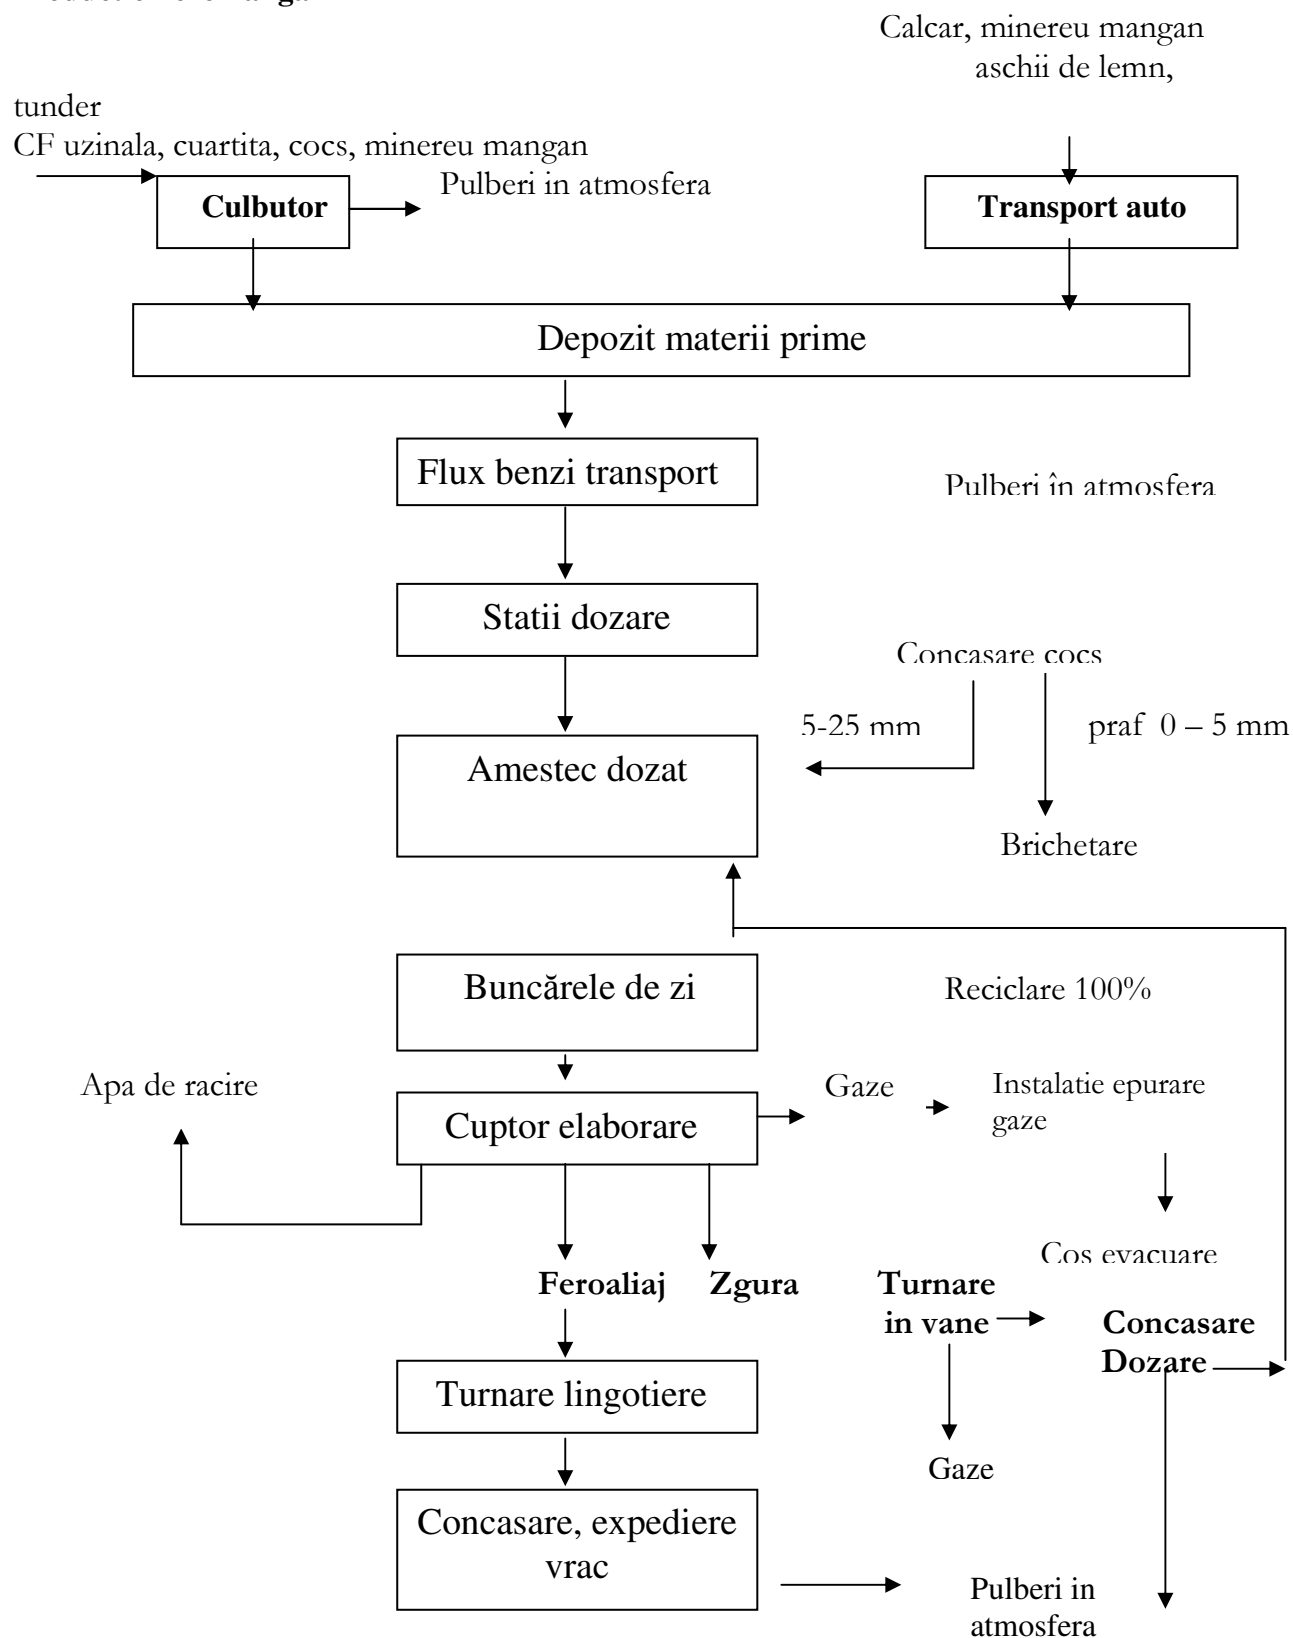 Calcar, minereu mangan
aschii de lemn,
tunder
CF uzinala, cuartita, cocs, minereu mangan
Pulberi in atmosfera
Culbutor
Transport auto
Depozit materii prime
Flux benzi transport
Pulberi în atmosfera
Statii dozare
Concasare cocs
5-25 mm
praf 0 – 5 mm
Amestec dozat
Brichetare
Buncărele de zi
Reciclare 100%
Apa de racire
Gaze
Instalatie epurare
gaze
Cuptor elaborare
Cos evacuare
Feroaliaj
Zgura
Turnare
in vane
Concasare
Dozare
Turnare lingotiere
Gaze
Concasare, expediere
vrac
Pulberi in
atmosfera